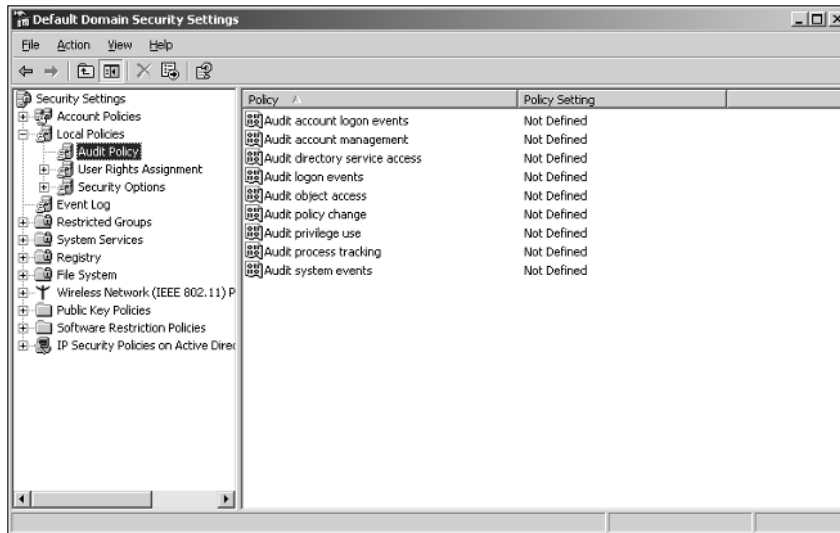 Default Domain Security Settings
File Action View Help
Security Settings
Account Policies
Local Policies
Audit Policy
User Rights Assignment
Security Options
Event Log
Restricted Groups
System Services
Registry
File System
Wireless Network (IEEE 802.11) P
Public Key Policies
Software Restriction Policies
IP Security Policies on Active Direc
Policy Policy Setting
Audit account logon events Not Defined
Audit account management Not Defined
Audit directory service access Not Defined
Audit logon events Not Defined
Audit object access Not Defined
Audit policy change Not Defined
Audit privilege use Not Defined
Audit process tracking Not Defined
Audit system events Not Defined